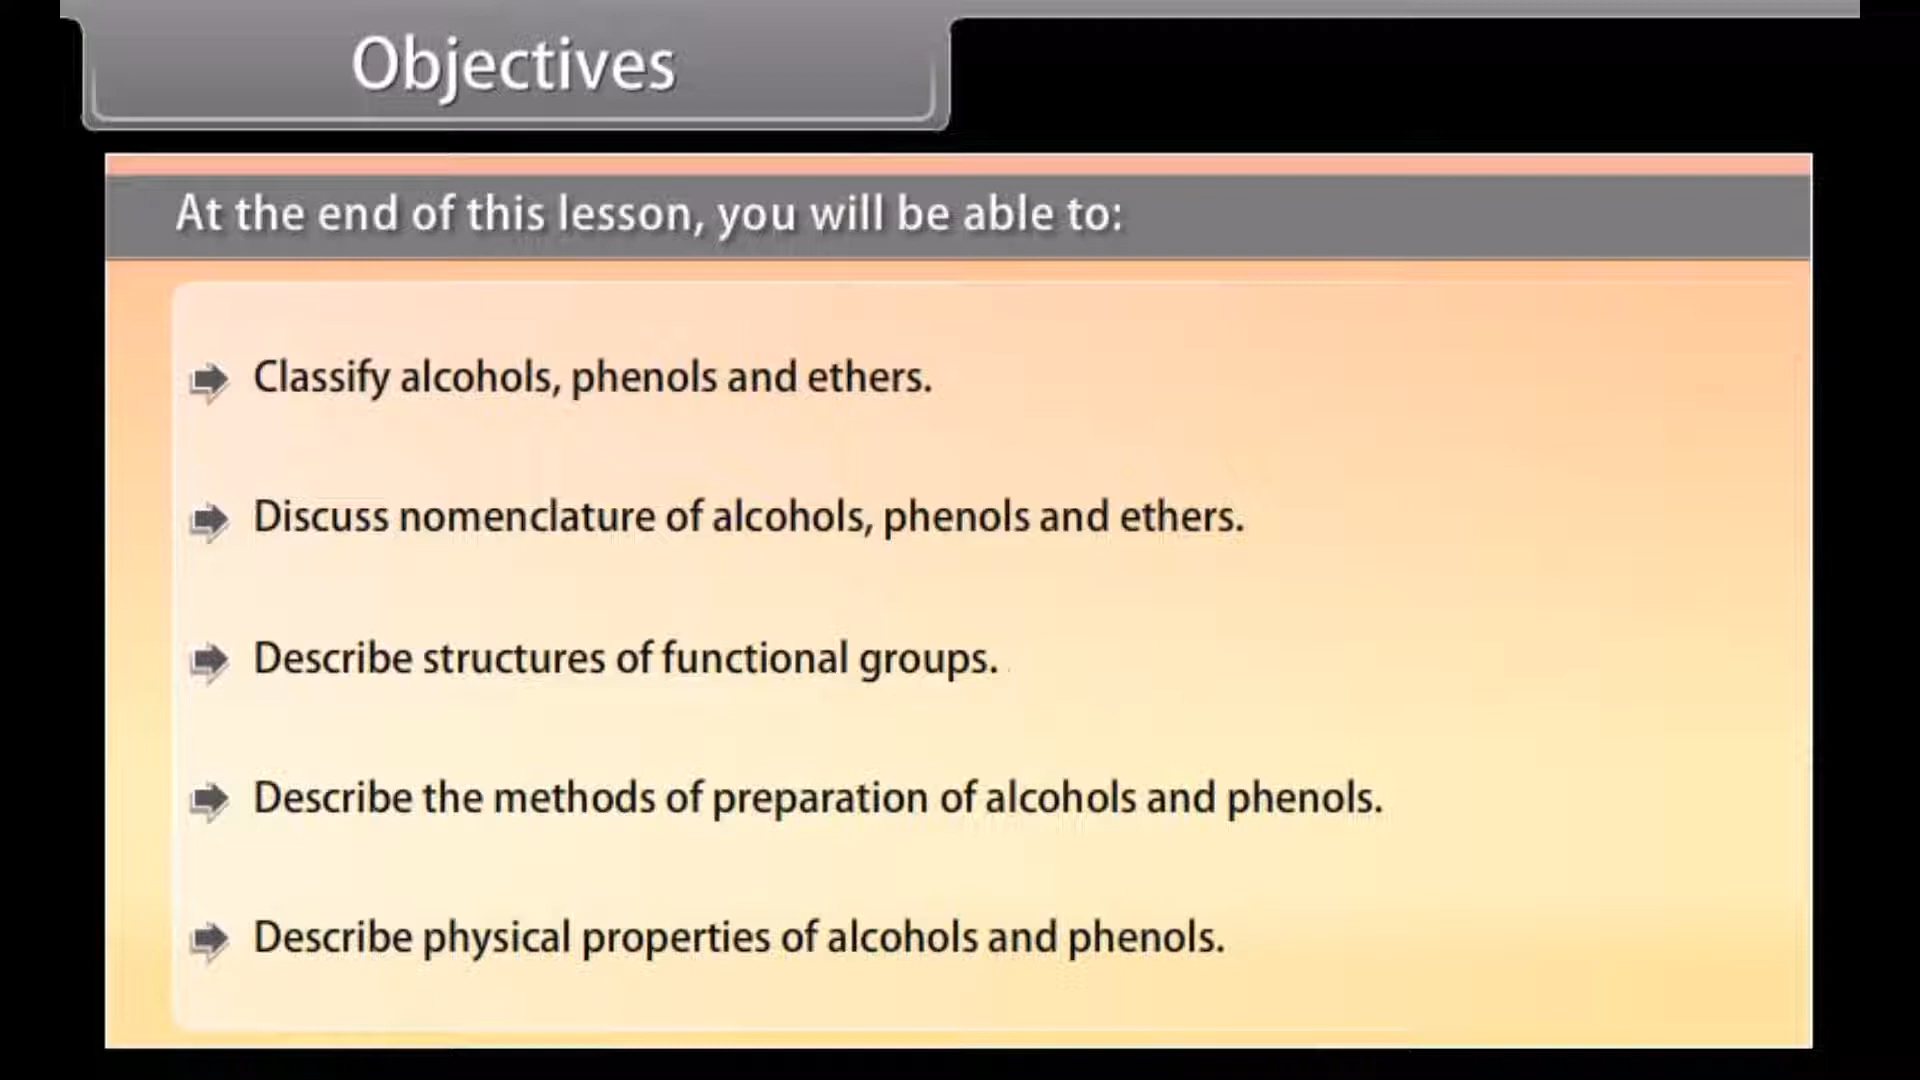 Objectives
At the end of this lesson, you will be able to:
Classify alcohols, phenols and ethers.
Discuss nomenclature of alcohols, phenols and ethers.
Describe structures of functional groups.
Describe the methods of preparation of alcohols and phenols.
Describe physical properties of alcohols and phenols.